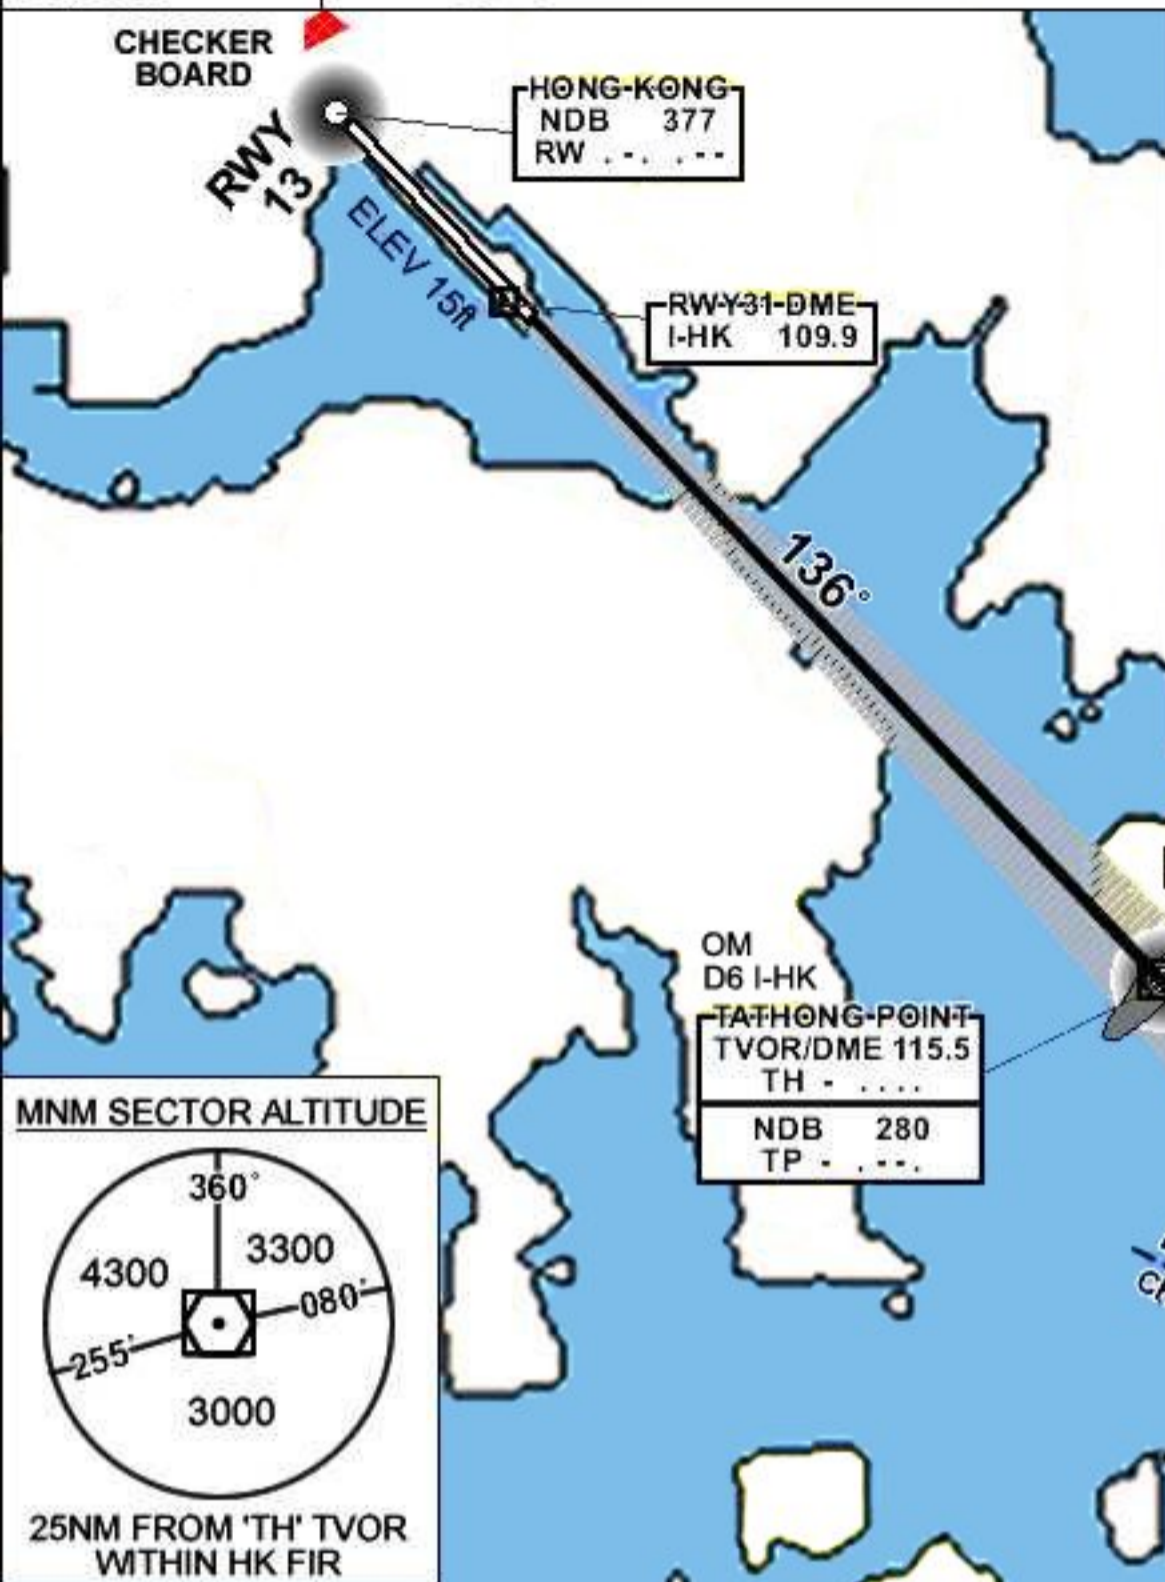 CHECKER
BOARD
RWY
13
HONG KONG
NDB 377
RW .-. .--
ELEV 15ft
RWY31 DME
I-HK 109.9
136°
OM
D6 I-HK
TATHONG POINT
TVOR/DME 115.5
TH - ....
NDB 280
TP - .--.
MNM SECTOR ALTITUDE
360°
4300
3300
080°
255°
3000
25NM FROM 'TH' TVOR
WITHIN HK FIR